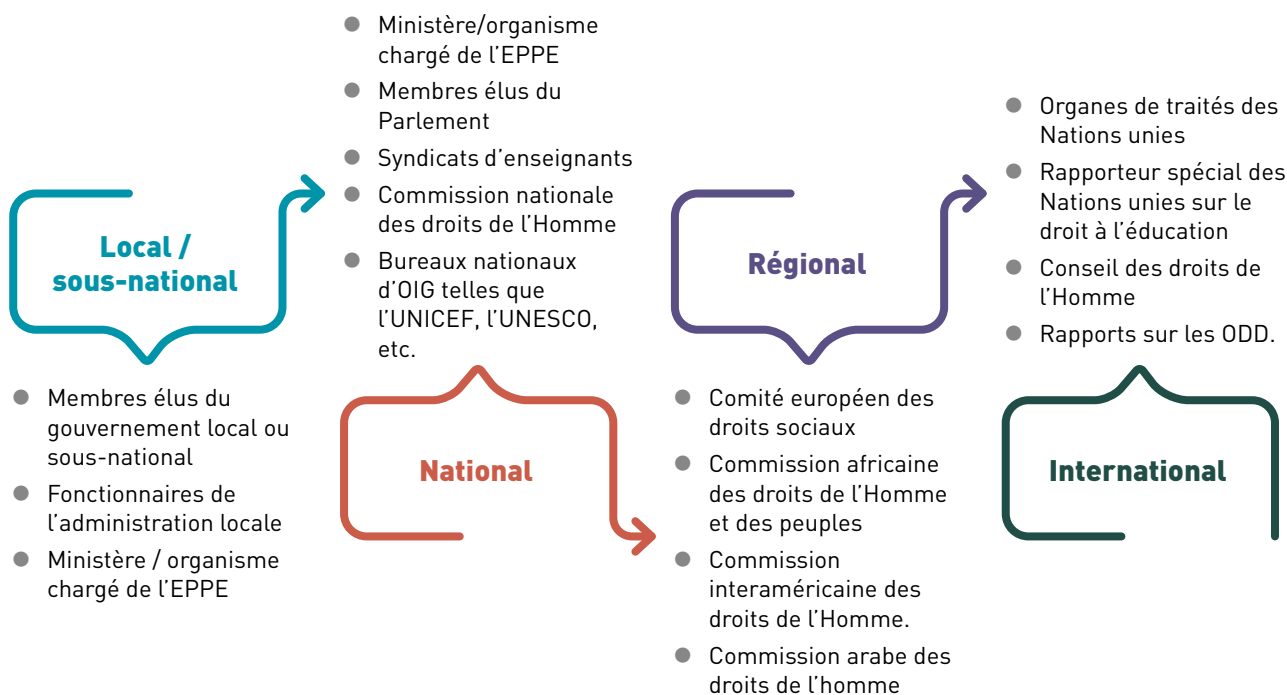 Local /
sous-national
● Membres élus du
gouvernement local ou
sous-national
● Fonctionnaires de
l’administration locale
● Ministère / organisme
chargé de l’EPPE
● Ministère/organisme
chargé de l’EPPE
● Membres élus du
Parlement
● Syndicats d’enseignants
● Commission nationale
des droits de l’Homme
● Bureaux nationaux
d’OIG telles que
l’UNICEF, l’UNESCO,
etc.
National
Régional
● Comité européen des
droits sociaux
● Commission africaine
des droits de l’Homme
et des peuples
● Commission
interaméricaine des
droits de l’Homme.
● Commission arabe des
droits de l’homme
● Organes de traités des
Nations unies
● Rapporteur spécial des
Nations unies sur le
droit à l’éducation
● Conseil des droits de
l’Homme
● Rapports sur les ODD.
International